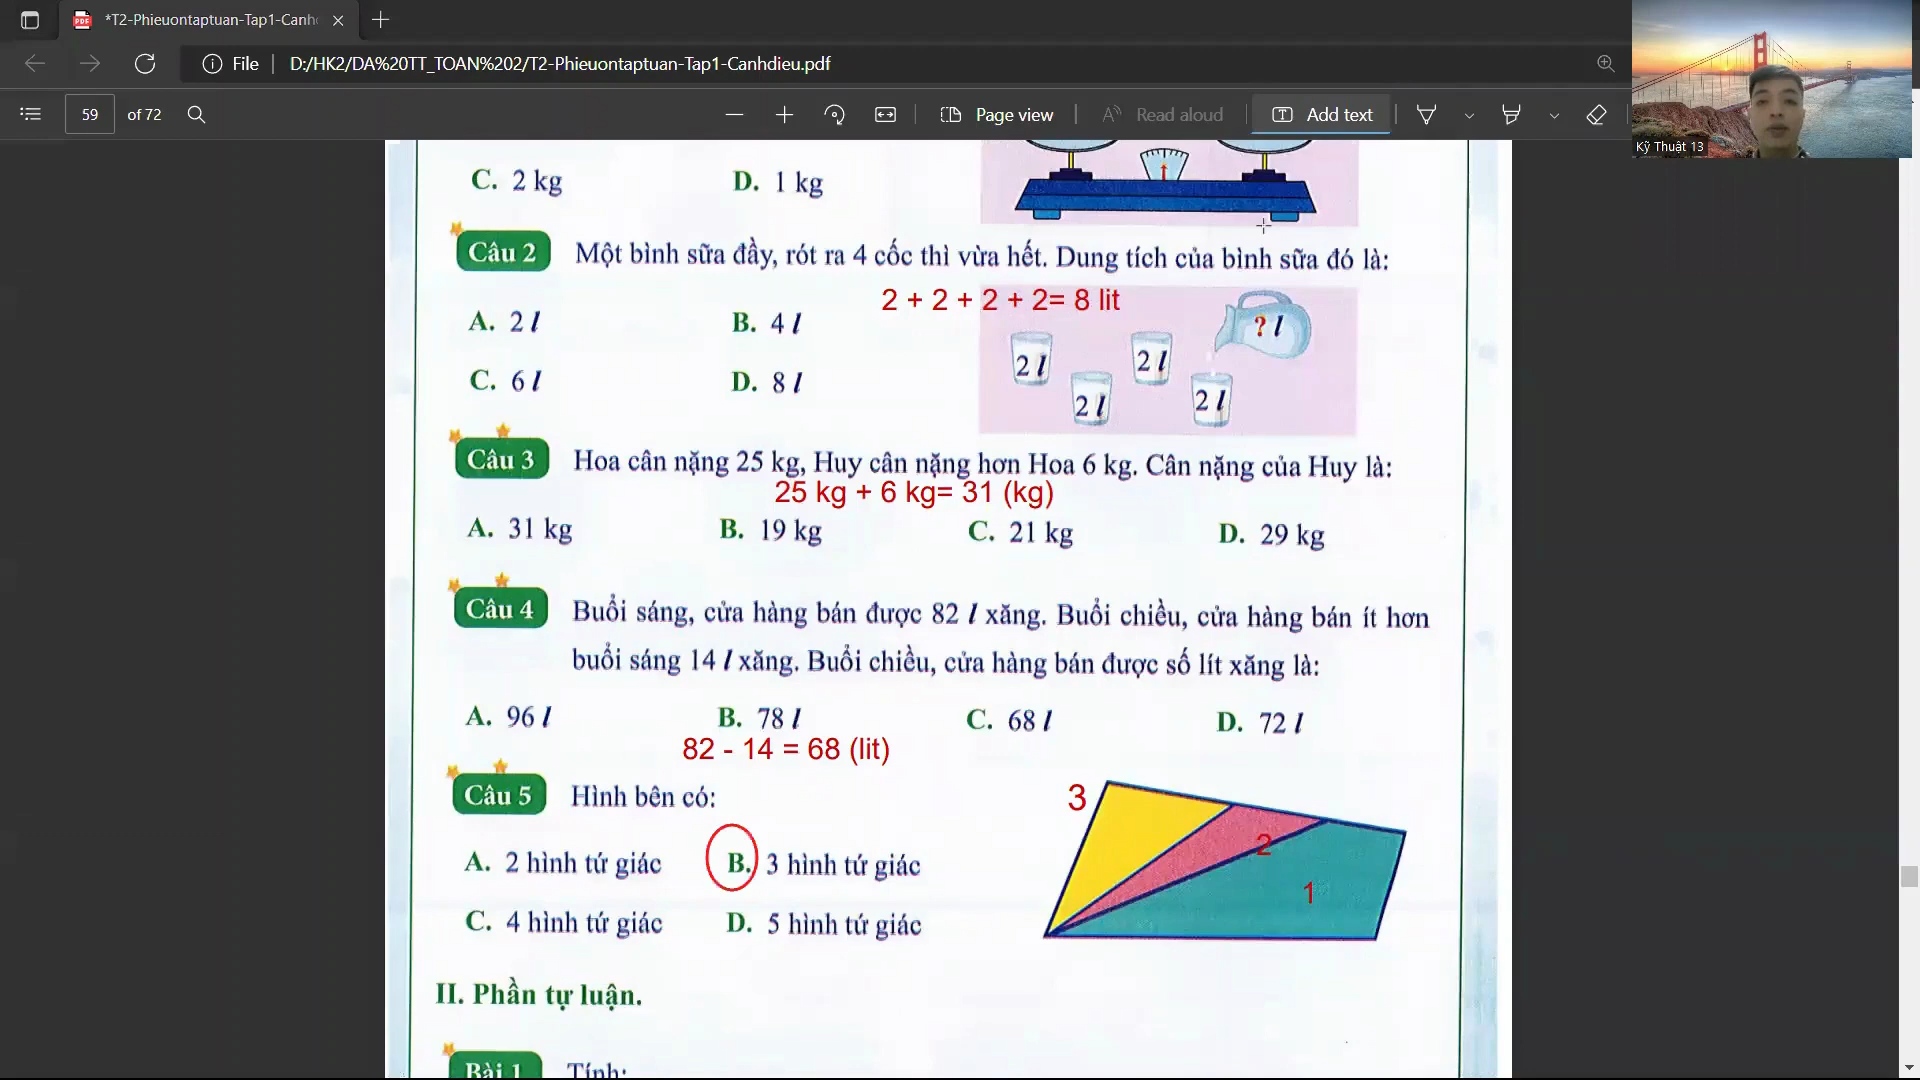 *T2-Phieuontaptuan-Tap1-Canh
File D:/HK2/DA%20TT_TOAN%202/T2-Phieuontaptuan-Tap1-Canhdieu.pdf
59 of 72 Page view Read aloud Add text
Kỹ Thuật 13
C. 2 kg D. 1 kg
Câu 2 Một bình sữa đầy, rót ra 4 cốc thì vừa hết. Dung tích của bình sữa đó là:
2 + 2 + 2 + 2= 8 lit
A. 2 l B. 4 l
? l
2 l 2 l
C. 6 l D. 8 l
2 l 2 l
Câu 3 Hoa cân nặng 25 kg, Huy cân nặng hơn Hoa 6 kg. Cân nặng của Huy là:
25 kg + 6 kg= 31 (kg)
A. 31 kg B. 19 kg C. 21 kg D. 29 kg
Câu 4 Buổi sáng, cửa hàng bán được 82 l xăng. Buổi chiều, cửa hàng bán ít hơn
buổi sáng 14 l xăng. Buổi chiều, cửa hàng bán được số lít xăng là:
A. 96 l B. 78 l C. 68 l D. 72 l
82 - 14 = 68 (lit)
Câu 5 Hình bên có:
3
2
1
A. 2 hình tứ giác B. 3 hình tứ giác
C. 4 hình tứ giác D. 5 hình tứ giác
II. Phần tự luận.
Bài 1 Tính: